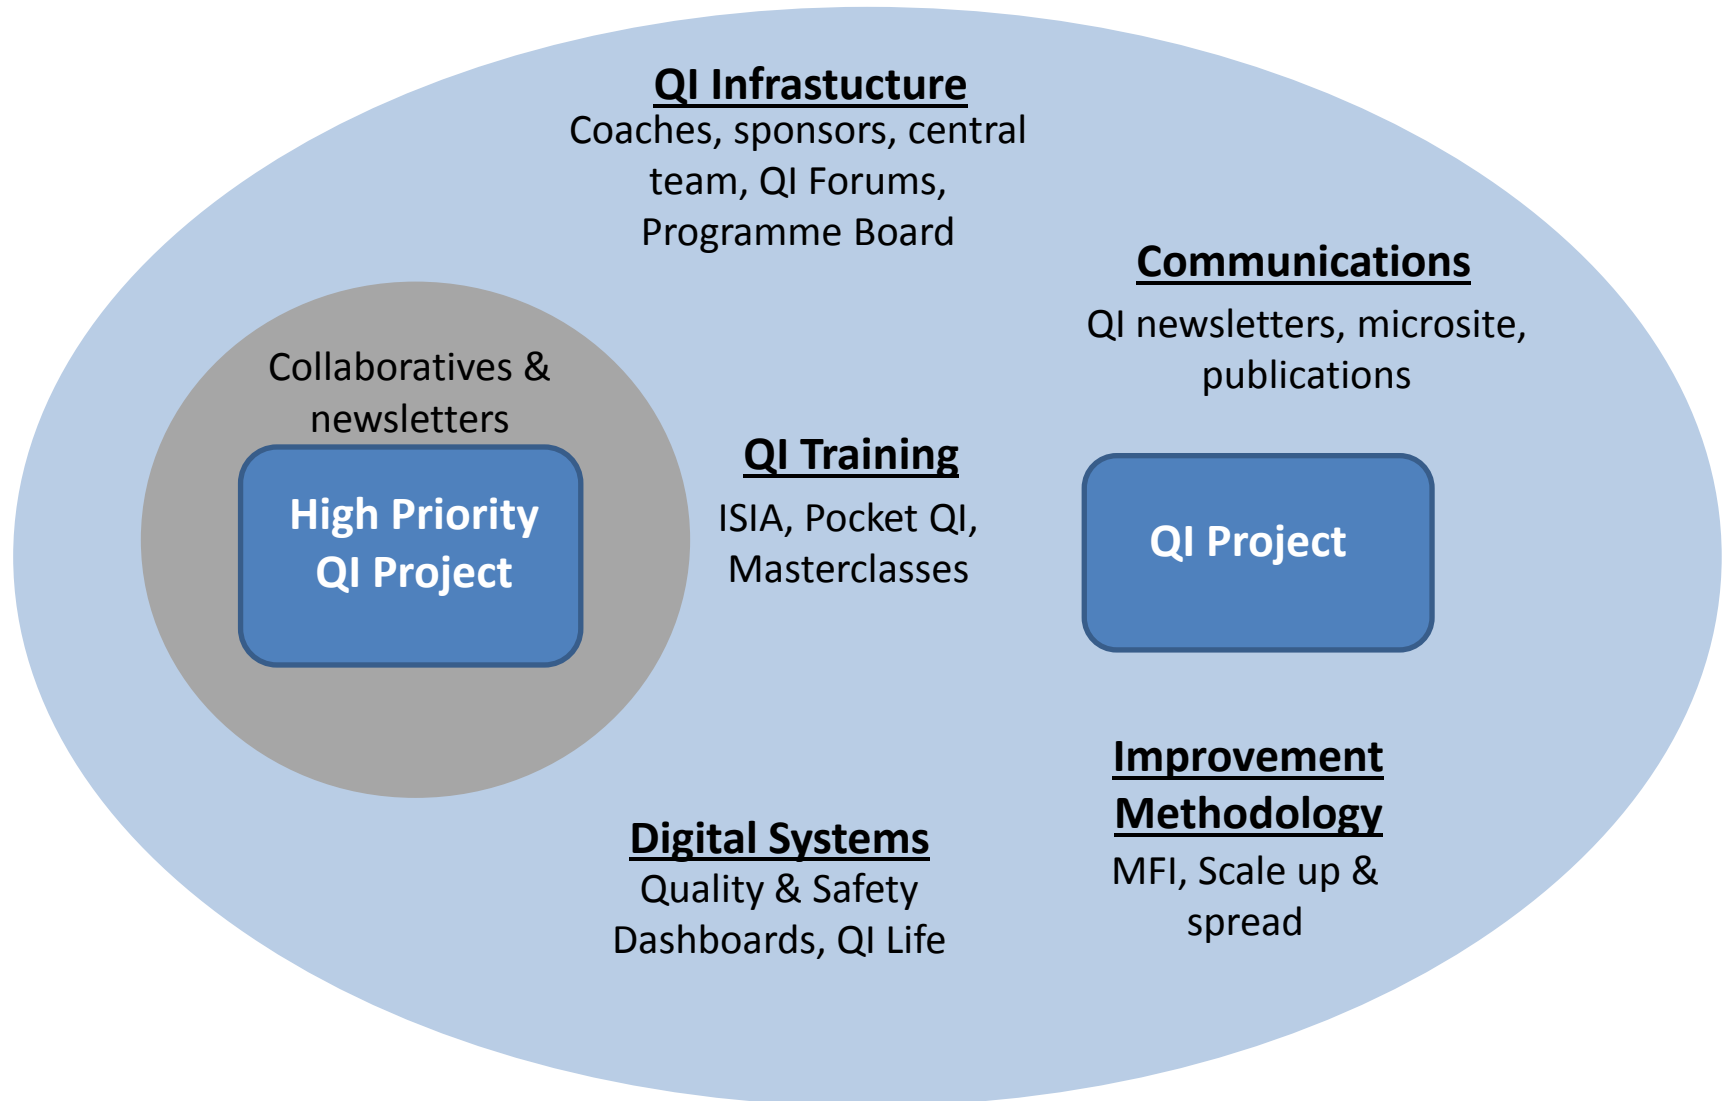 QI Infrastucture
Coaches, sponsors, central
team, QI Forums,
Programme Board
Communications
QI newsletters, microsite,
publications
Collaboratives &
newsletters
High Priority
QI Project
QI Training
ISIA, Pocket QI,
Masterclasses
QI Project
Improvement
Methodology
MFI, Scale up &
spread
Digital Systems
Quality & Safety
Dashboards, QI Life